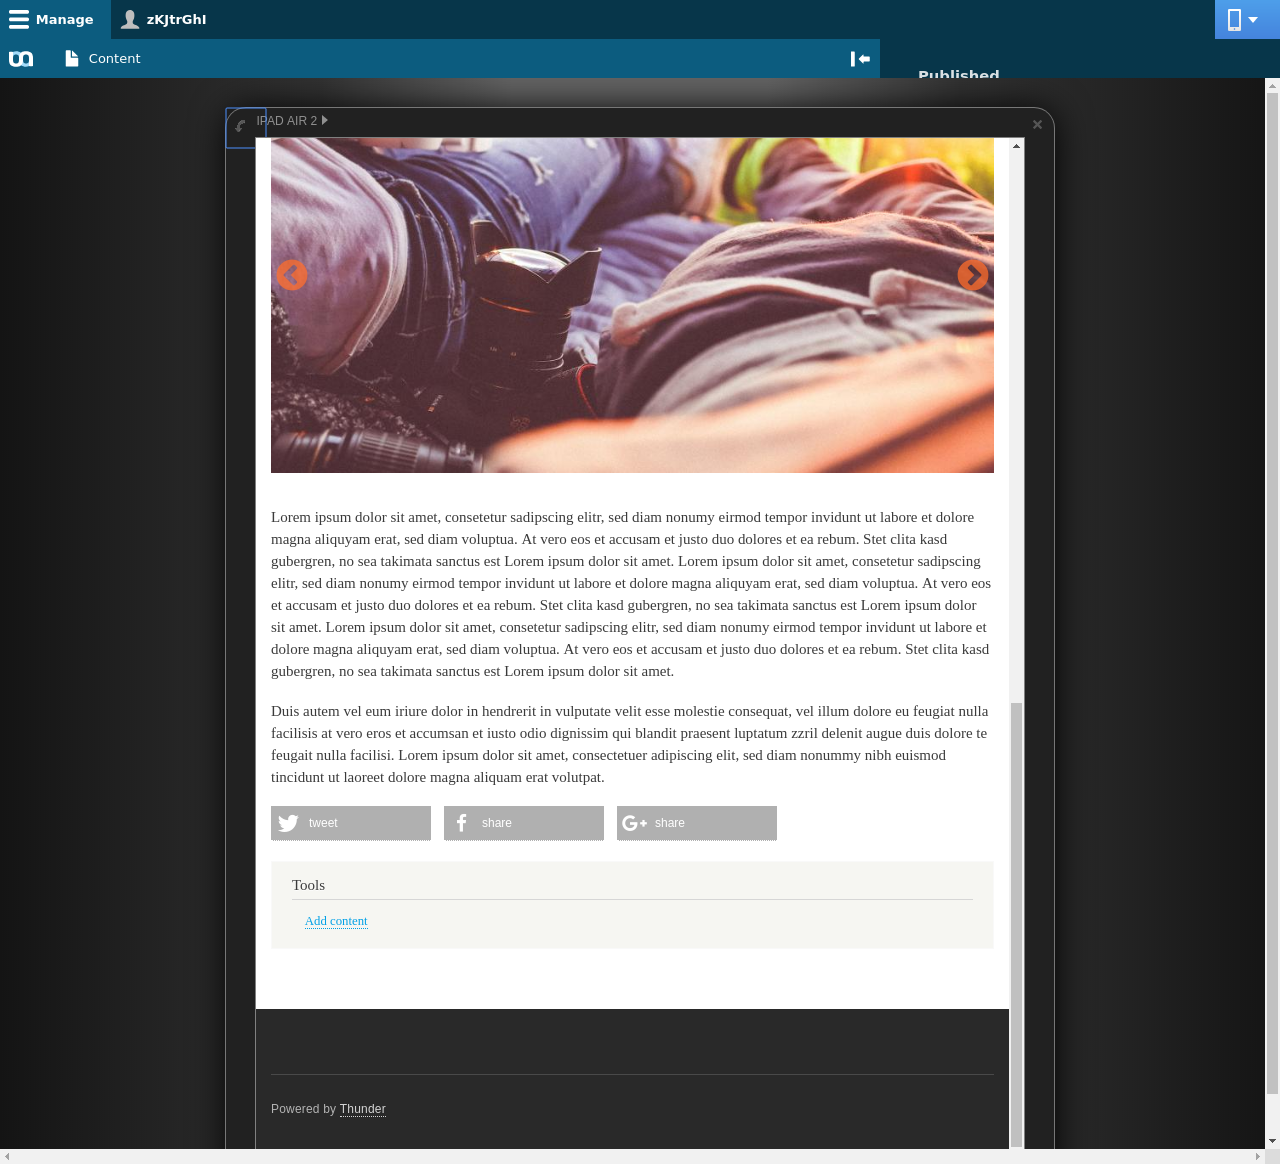 Manage
zKJtrGhI
Content
Published
IPAD AIR 2
Lorem ipsum dolor sit amet, consetetur sadipscing elitr, sed diam nonumy eirmod tempor invidunt ut labore et dolore
magna aliquyam erat, sed diam voluptua. At vero eos et accusam et justo duo dolores et ea rebum. Stet clita kasd
gubergren, no sea takimata sanctus est Lorem ipsum dolor sit amet. Lorem ipsum dolor sit amet, consetetur sadipscing
elitr, sed diam nonumy eirmod tempor invidunt ut labore et dolore magna aliquyam erat, sed diam voluptua. At vero eos
et accusam et justo duo dolores et ea rebum. Stet clita kasd gubergren, no sea takimata sanctus est Lorem ipsum dolor
sit amet. Lorem ipsum dolor sit amet, consetetur sadipscing elitr, sed diam nonumy eirmod tempor invidunt ut labore et
dolore magna aliquyam erat, sed diam voluptua. At vero eos et accusam et justo duo dolores et ea rebum. Stet clita kasd
gubergren, no sea takimata sanctus est Lorem ipsum dolor sit amet.
Duis autem vel eum iriure dolor in hendrerit in vulputate velit esse molestie consequat, vel illum dolore eu feugiat nulla
facilisis at vero eros et accumsan et iusto odio dignissim qui blandit praesent luptatum zzril delenit augue duis dolore te
feugait nulla facilisi. Lorem ipsum dolor sit amet, consectetuer adipiscing elit, sed diam nonummy nibh euismod
tincidunt ut laoreet dolore magna aliquam erat volutpat.
tweet
share
share
Tools
Add content
Powered by Thunder